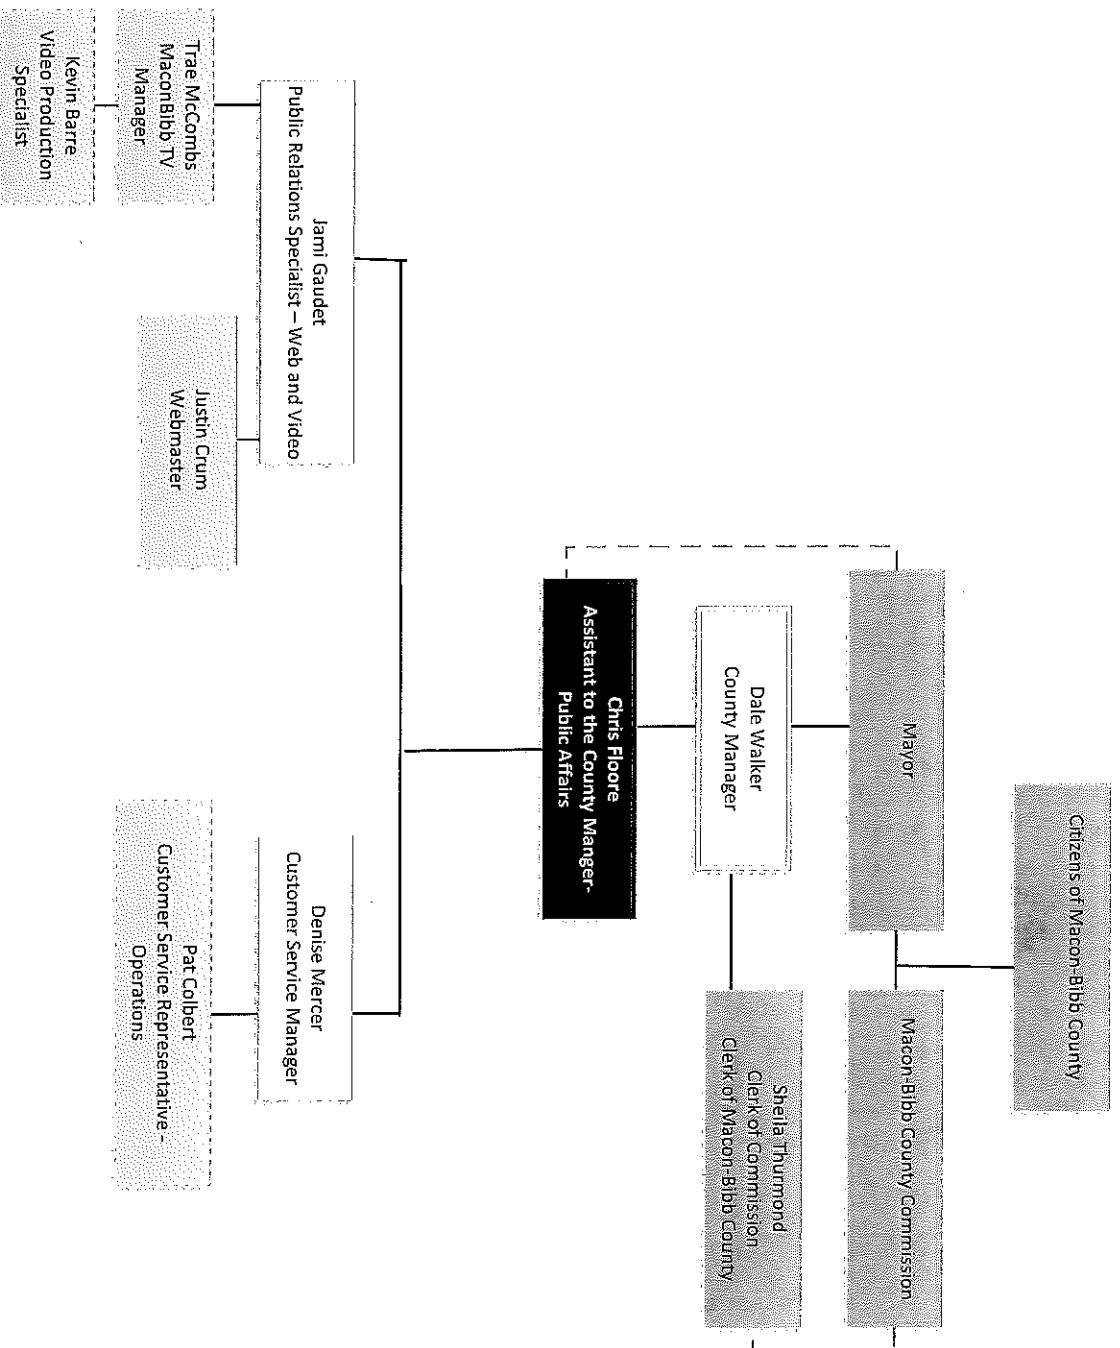 Citizens of Macon-Bibb County
Mayor
Macon-Bibb County Commission
Dale Walker
County Manager
Sheila Thurmond
Clerk of Commission
Clerk of Macon-Bibb County
Chris Floore
Assistant to the County Manger-
Public Affairs
Jami Gaudet
Public Relations Specialist – Web and Video
Denise Mercer
Customer Service Manager
Trae McCombs
MaconBibb TV
Manager
Justin Crum
Webmaster
Pat Colbert
Customer Service Representative -
Operations
Kevin Barre
Video Production
Specialist